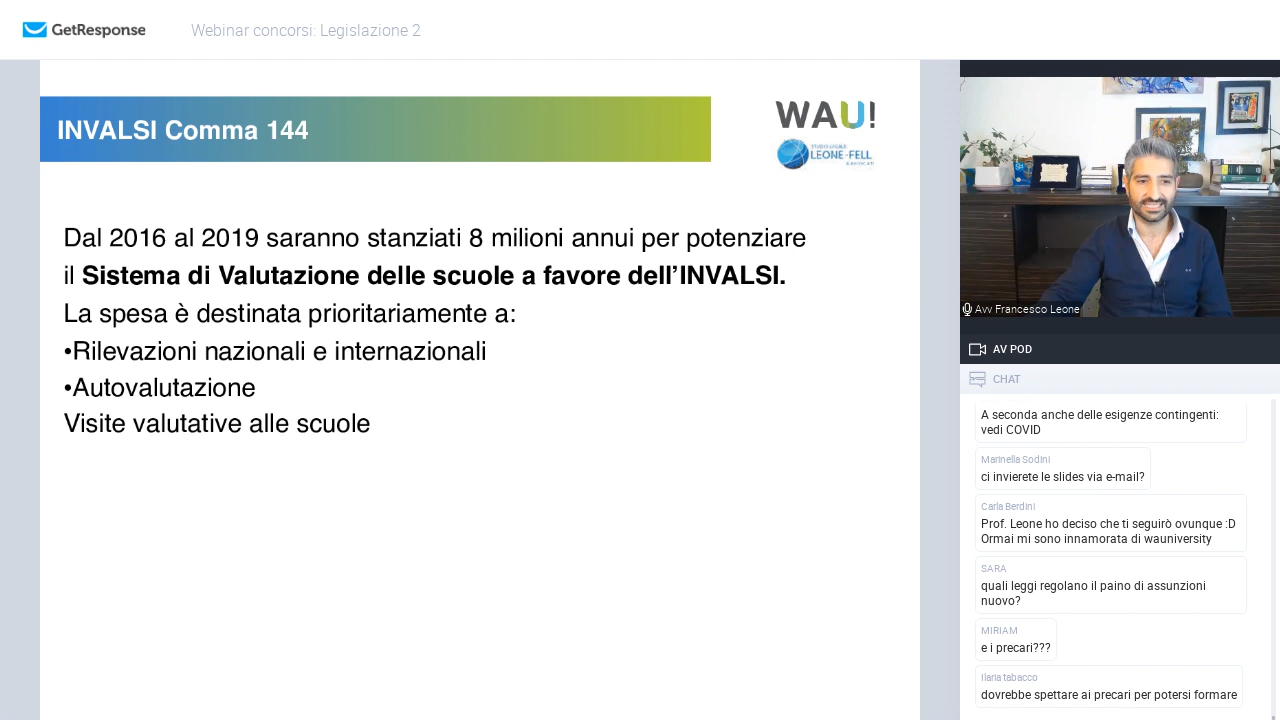 GetResponse
Webinar concorsi: Legislazione 2
INVALSI Comma 144
WAU!
STUDIO LEGALE
LEONE-FELL
& AVVOCATI
Dal 2016 al 2019 saranno stanziati 8 milioni annui per potenziare
il Sistema di Valutazione delle scuole a favore dell’INVALSI.
La spesa è destinata prioritariamente a:
•Rilevazioni nazionali e internazionali
•Autovalutazione
Visite valutative alle scuole
Avv Francesco Leone
AV POD
CHAT
A seconda anche delle esigenze contingenti:
vedi COVID
Marinella Sodini
ci invierete le slides via e-mail?
Carla Berdini
Prof. Leone ho deciso che ti seguirò ovunque :D
Ormai mi sono innamorata di wauniversity
SARA
quali leggi regolano il paino di assunzioni
nuovo?
MIRIAM
e i precari???
Ilaria tabacco
dovrebbe spettare ai precari per potersi formare